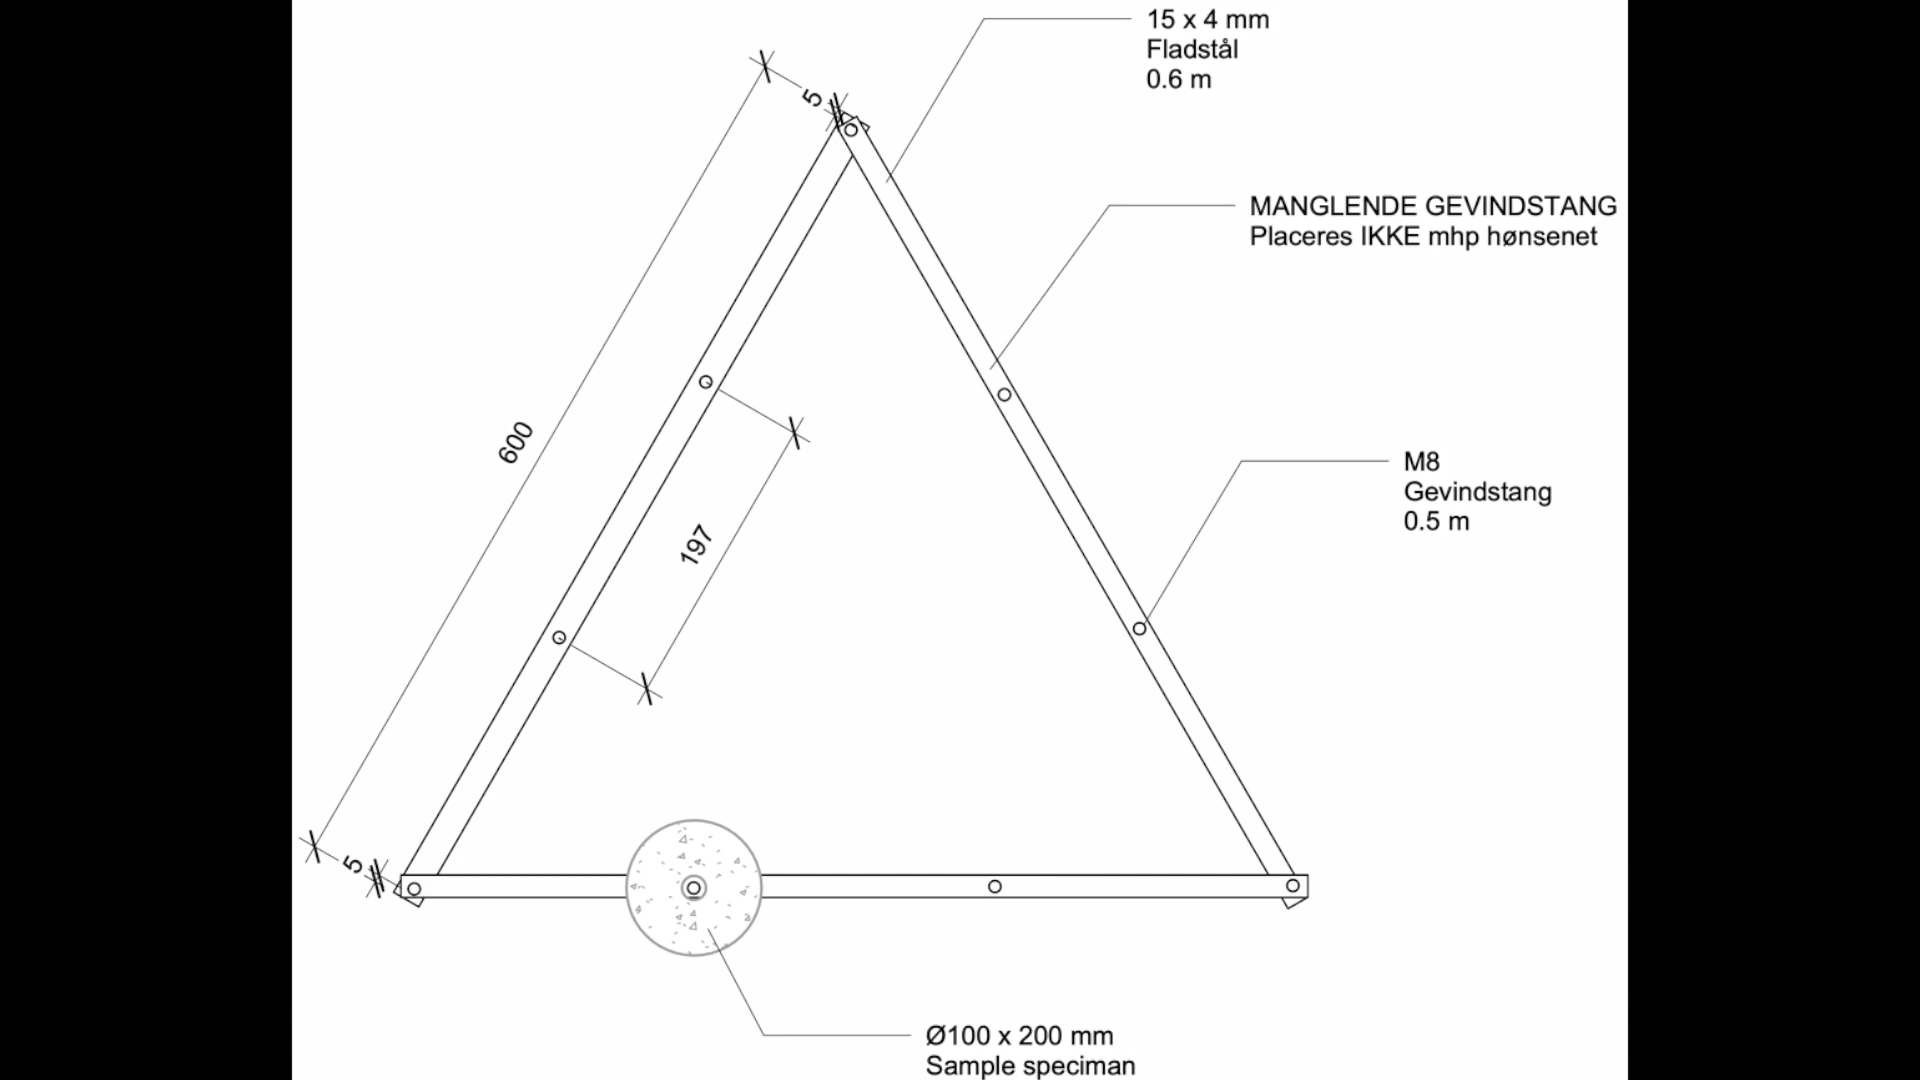 15 x 4 mm
Fladstål
0.6 m
5
MANGLENDE GEVINDSTANG
Placeres IKKE mhp hønsenet
600
M8
Gevindstang
0.5 m
197
5
Ø100 x 200 mm
Sample speciman